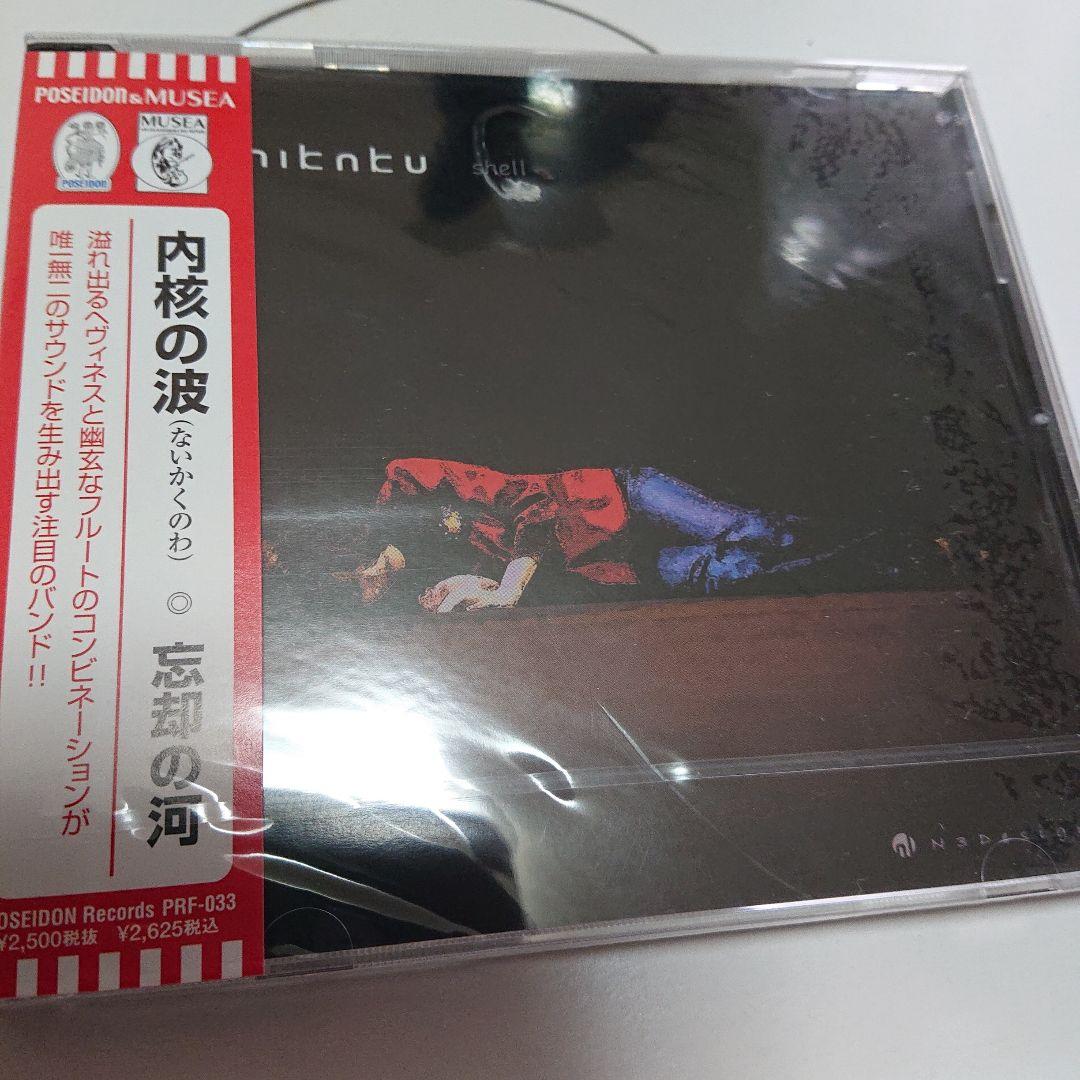 POSEIDON & MUSEA
MUSEA
POSEIDON
内核の波(ないかくのわ) ◎ 忘却の河
溢れ出るヘヴィネスと幽玄なフルートのコンビネーションが
唯一無二のサウンドを生み出す注目のバンド!!
OSEIDON Records PRF-033
¥2,500税抜 ¥2,625税込
shell